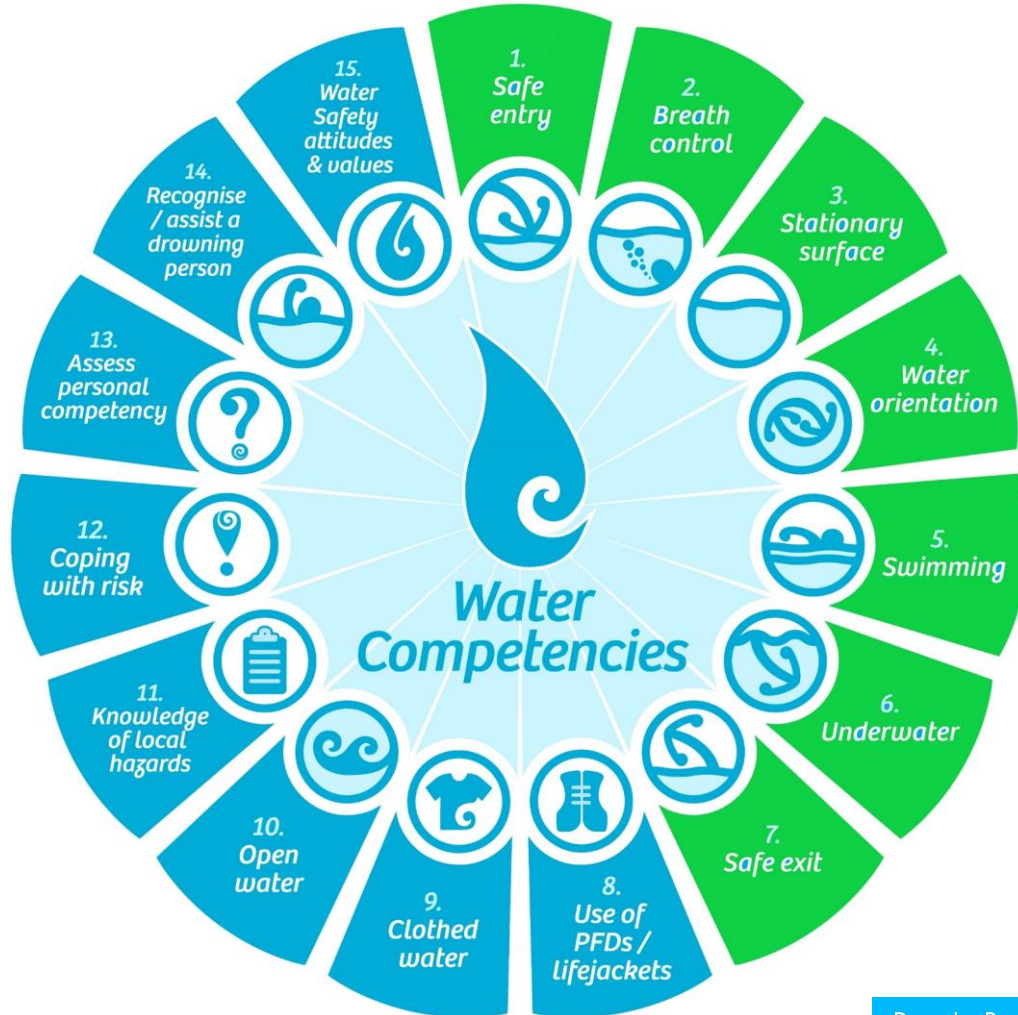 Water
Competencies
1.
Safe
entry
2.
Breath
control
3.
Stationary
surface
4.
Water
orientation
5.
Swimming
6.
Underwater
7.
Safe exit
8.
Use of
PFDs /
lifejackets
9.
Clothed
water
10.
Open
water
11.
Knowledge
of local
hazards
12.
Coping
with risk
13.
Assess
personal
competency
14.
Recognise
/ assist a
drowning
person
15.
Water
Safety
attitudes
& values